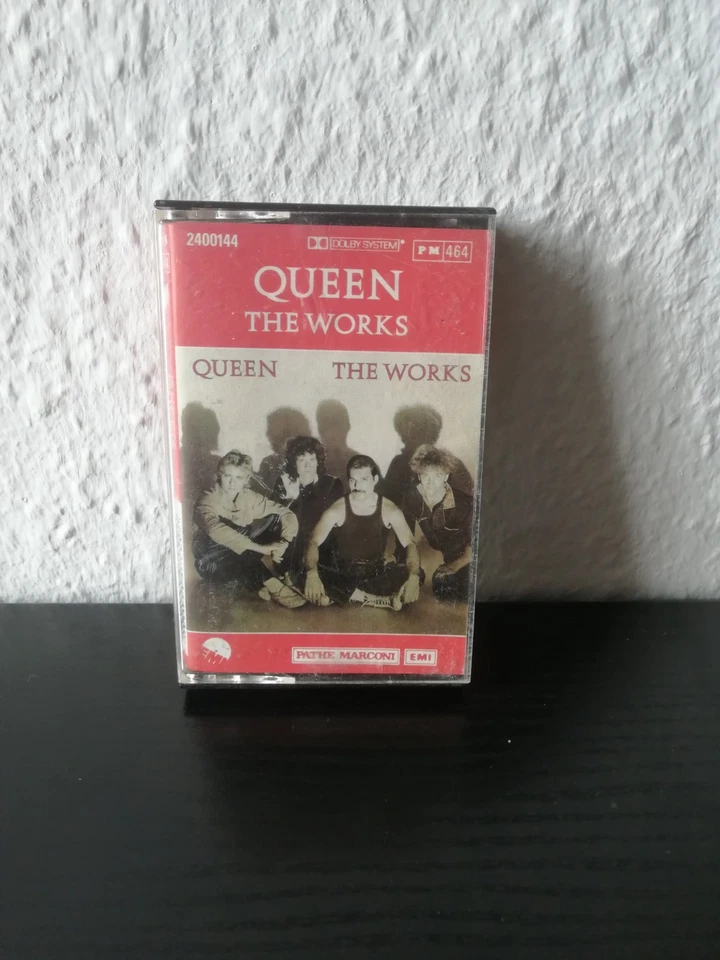 2400144 DOLBY SYSTEM PM 464
QUEEN
THE WORKS
QUEEN THE WORKS
PATHE MARCONI EMI